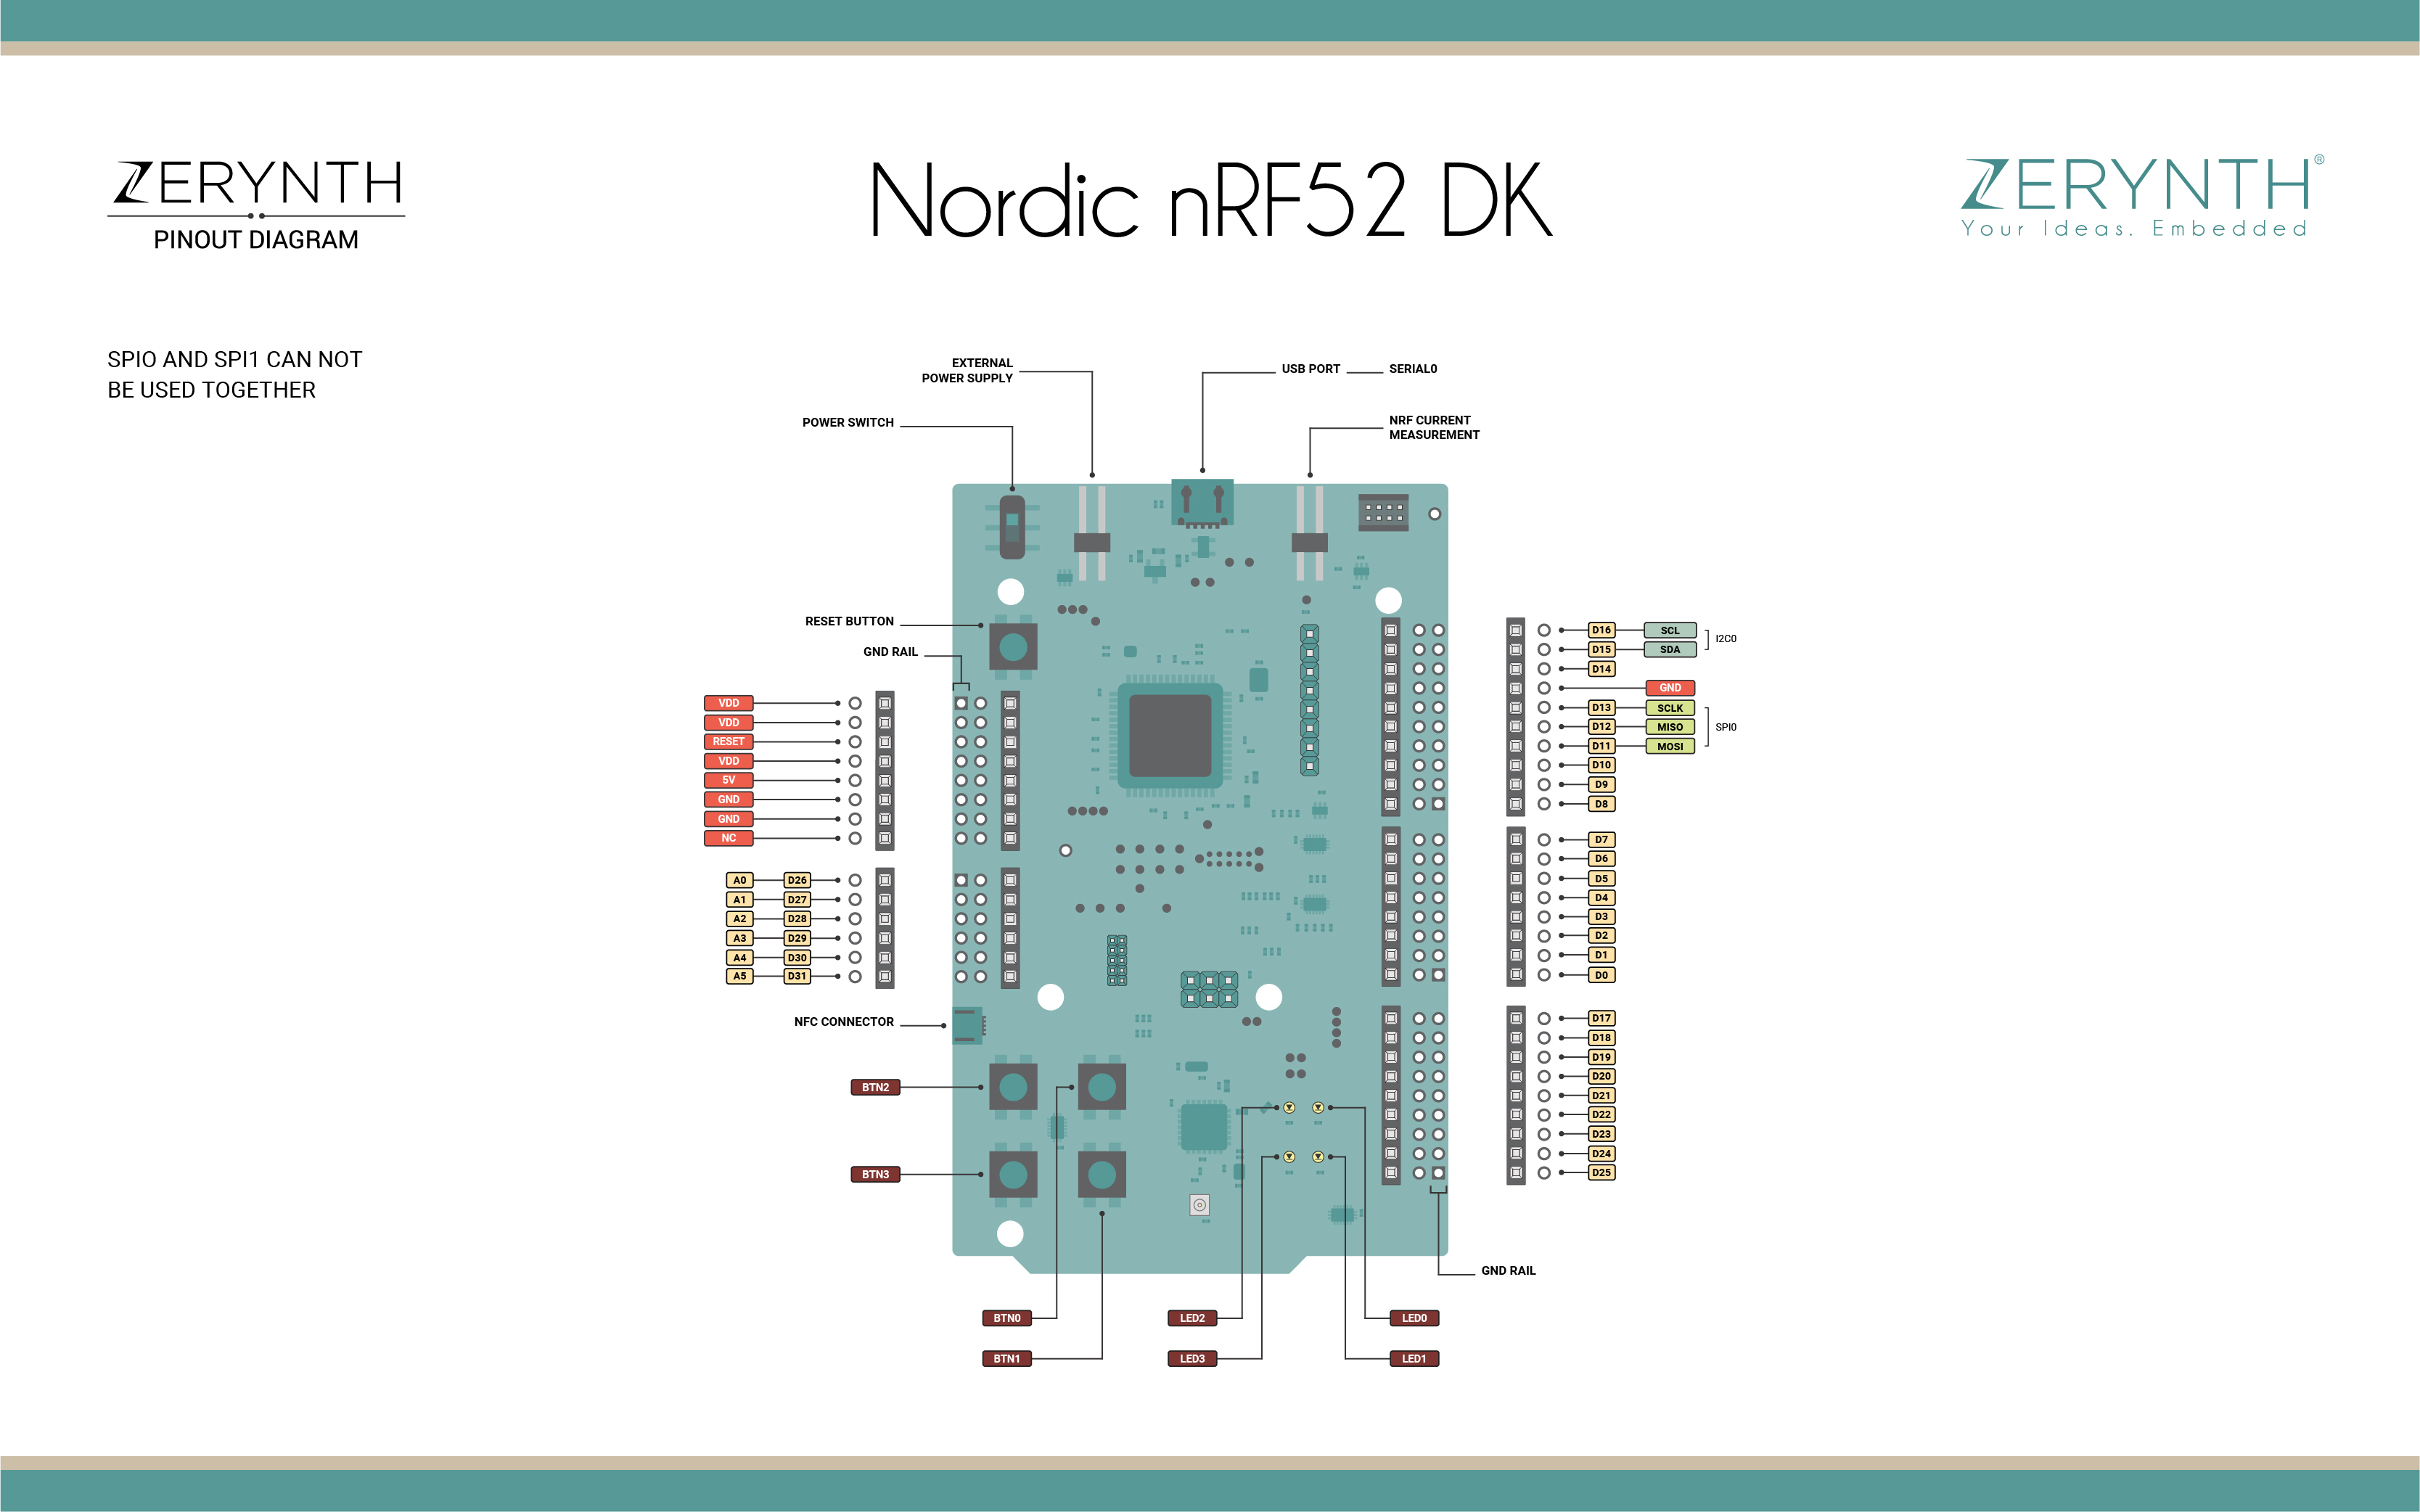 ZERYNTH
PINOUT DIAGRAM
Nordic nRF52 DK
ZERYNTH®
Your Ideas. Embedded
SPIO AND SPI1 CAN NOT
BE USED TOGETHER
EXTERNAL
POWER SUPPLY
USB PORT
SERIAL0
POWER SWITCH
NRF CURRENT
MEASUREMENT
RESET BUTTON
GND RAIL
VDD
VDD
RESET
VDD
5V
GND
GND
NC
A0 D26
A1 D27
A2 D28
A3 D29
A4 D30
A5 D31
NFC CONNECTOR
BTN2
BTN3
D16 SCL
D15 SDA
I2C0
D14
GND
D13 SCLK
D12 MISO
D11 MOSI
SPI0
D10
D9
D8
D7
D6
D5
D4
D3
D2
D1
D0
D17
D18
D19
D20
D21
D22
D23
D24
D25
GND RAIL
BTN0
LED2
LED0
BTN1
LED3
LED1